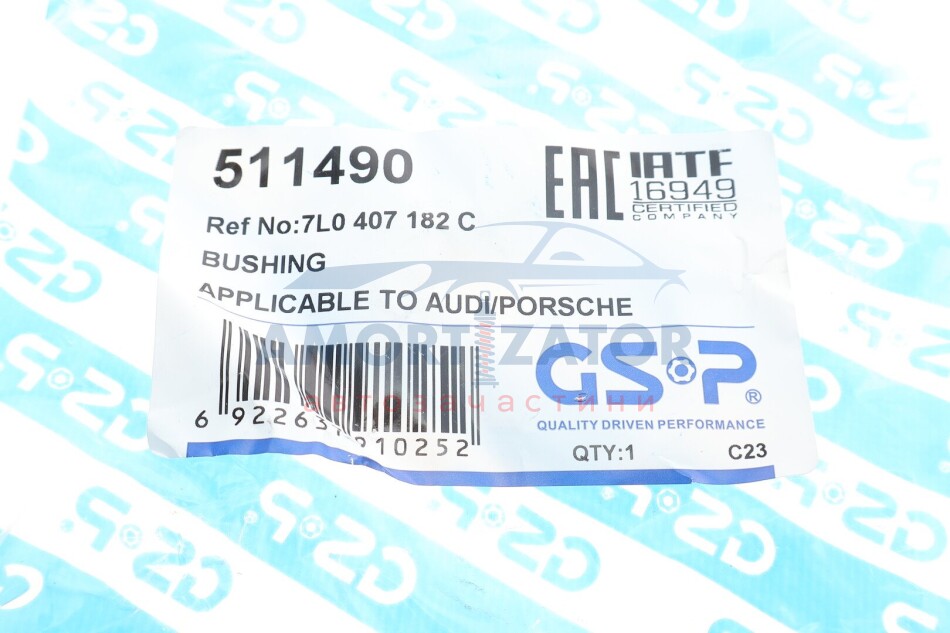 511490
EAC
IATF
16949
CERTIFIED
COMPANY
Ref No:7L0 407 182 C
BUSHING
APPLICABLE TO AUDI/PORSCHE
AMORTIZATOR
автозапчастини
GSP®
QUALITY DRIVEN PERFORMANCE
QTY:1
C23